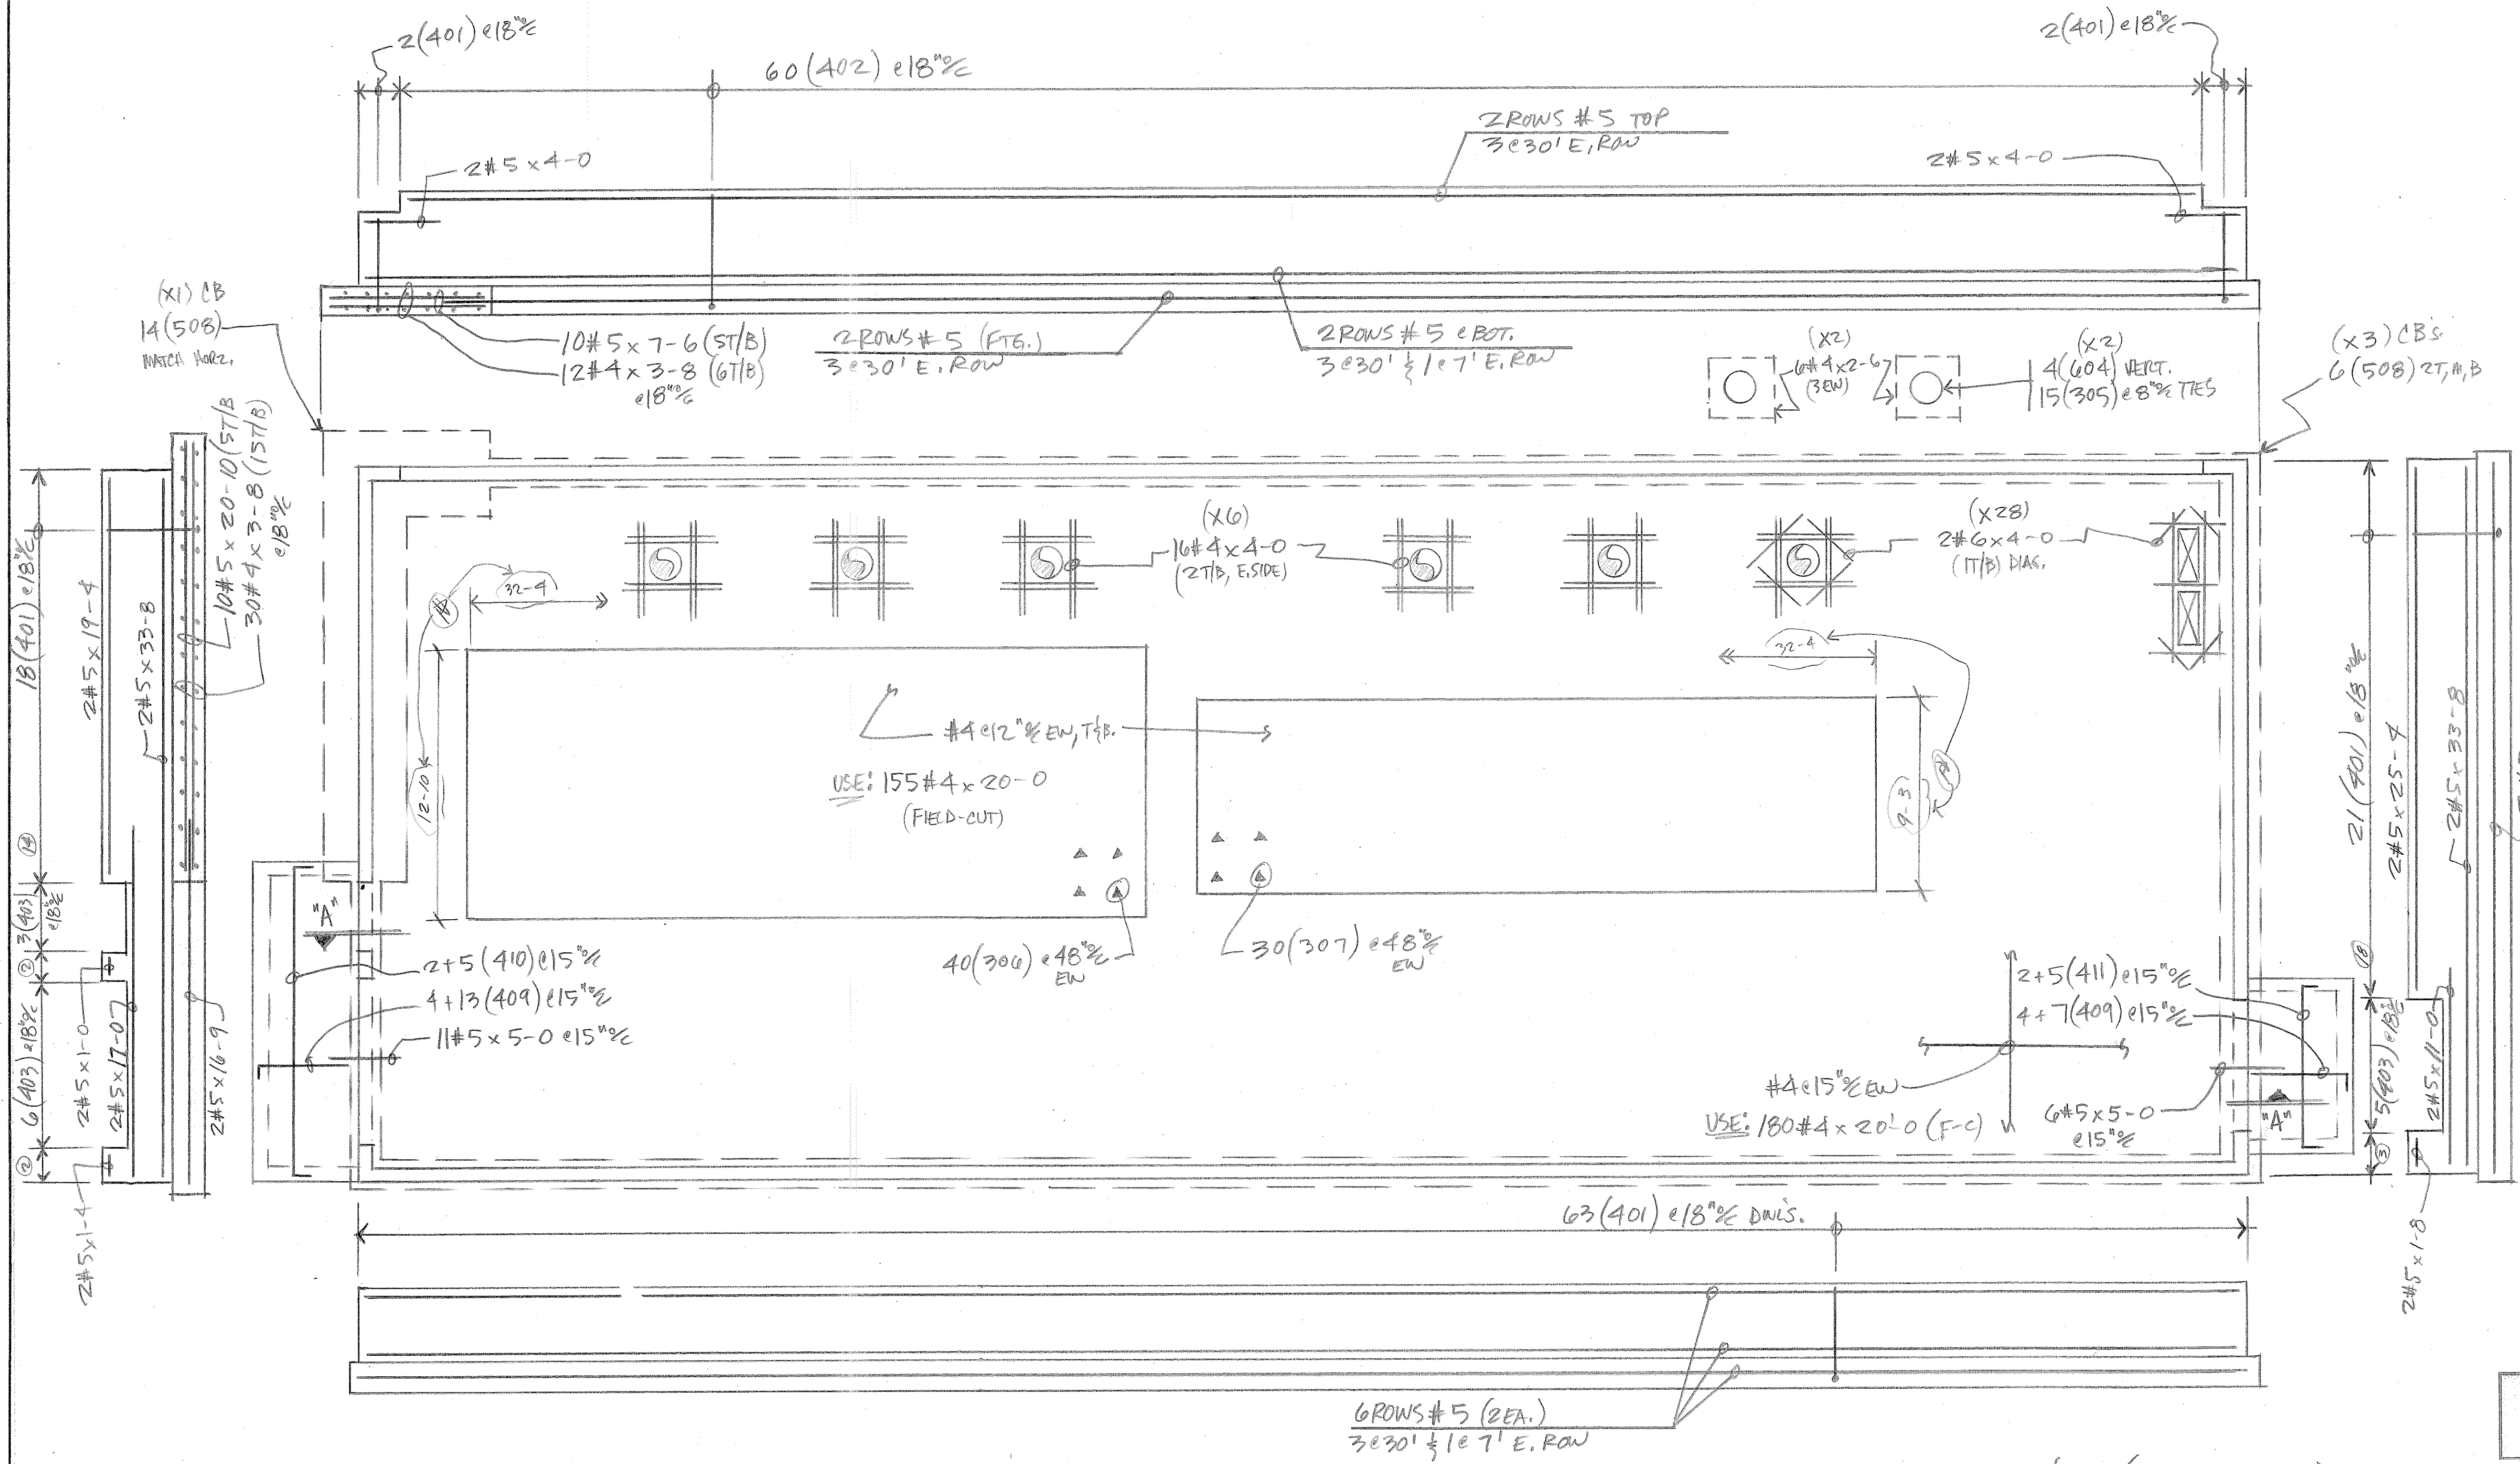 2(401) @18"O/C
60(402) @18"O/C
2(401) @18"O/C
2ROWS #5 TOP
3@30' E.ROW
2#5x4-0
2#5x4-0
(X1) CB
14(508)
MATCH HORZ.
10#5x7-6 (5T/B)
12#4x3-8 (6T/B)
@18"O/C
2ROWS #5 (FTG.)
3@30' E.ROW
2ROWS #5 @BOT.
3@30' & 1@7' E.ROW
(X2)
6#4x2-6
(3EW)
(X2)
4(604) VERT.
15(305) @8"O/C TIES
(X3) CB'S
6(508) 2T,M,B
18(401) @18"O/C
2#5x19-4
2#5x33-8
10#5x20-10 (5T/B)
30#4x3-8 (15T/B)
@18"O/C
32-4
(X6)
16#4x4-0
(2T/B, E.SIDE)
(X28)
2#6x4-0
(1T/B) DIAG.
32-4
12-10
#4@12"O/C EW, T&B.
USE: 155#4x20-0
(FIELD-CUT)
9-3
21(401) @18"O/C
2#5x25-4
2#5x33-8
14
3(403)
@18"O/C
2
6(403) @18"O/C
2
2#5x1-0
2#5x17-0
2#5x16-9
2#5x1-4
"A"
2+5(410) @15"O/C
4+13(409) @15"O/C
11#5x5-0 @15"O/C
40(306) @48"O/C
EW
30(307) @48"O/C
EW
2+5(411) @15"O/C
4+7(409) @15"O/C
#4@15"O/C EW
USE: 180#4x20'-0 (F-C)
6#5x5-0
@15"O/C
"A"
18
5(403) @18"O/C
3
2#5x11-0
2#5x1-8
63(401) @18"O/C DWLS.
6ROWS #5 (2EA.)
3@30' & 1@7' E.ROW